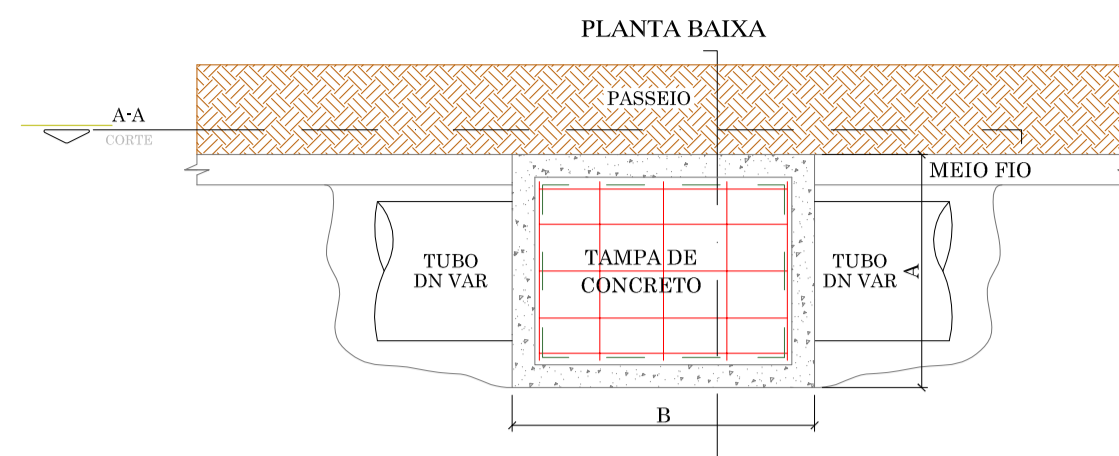 PLANTA BAIXA
PASSEIO
A-A
CORTE
MEIO FIO
TUBO
DN VAR
TAMPA DE
CONCRETO
TUBO
DN VAR
A
B